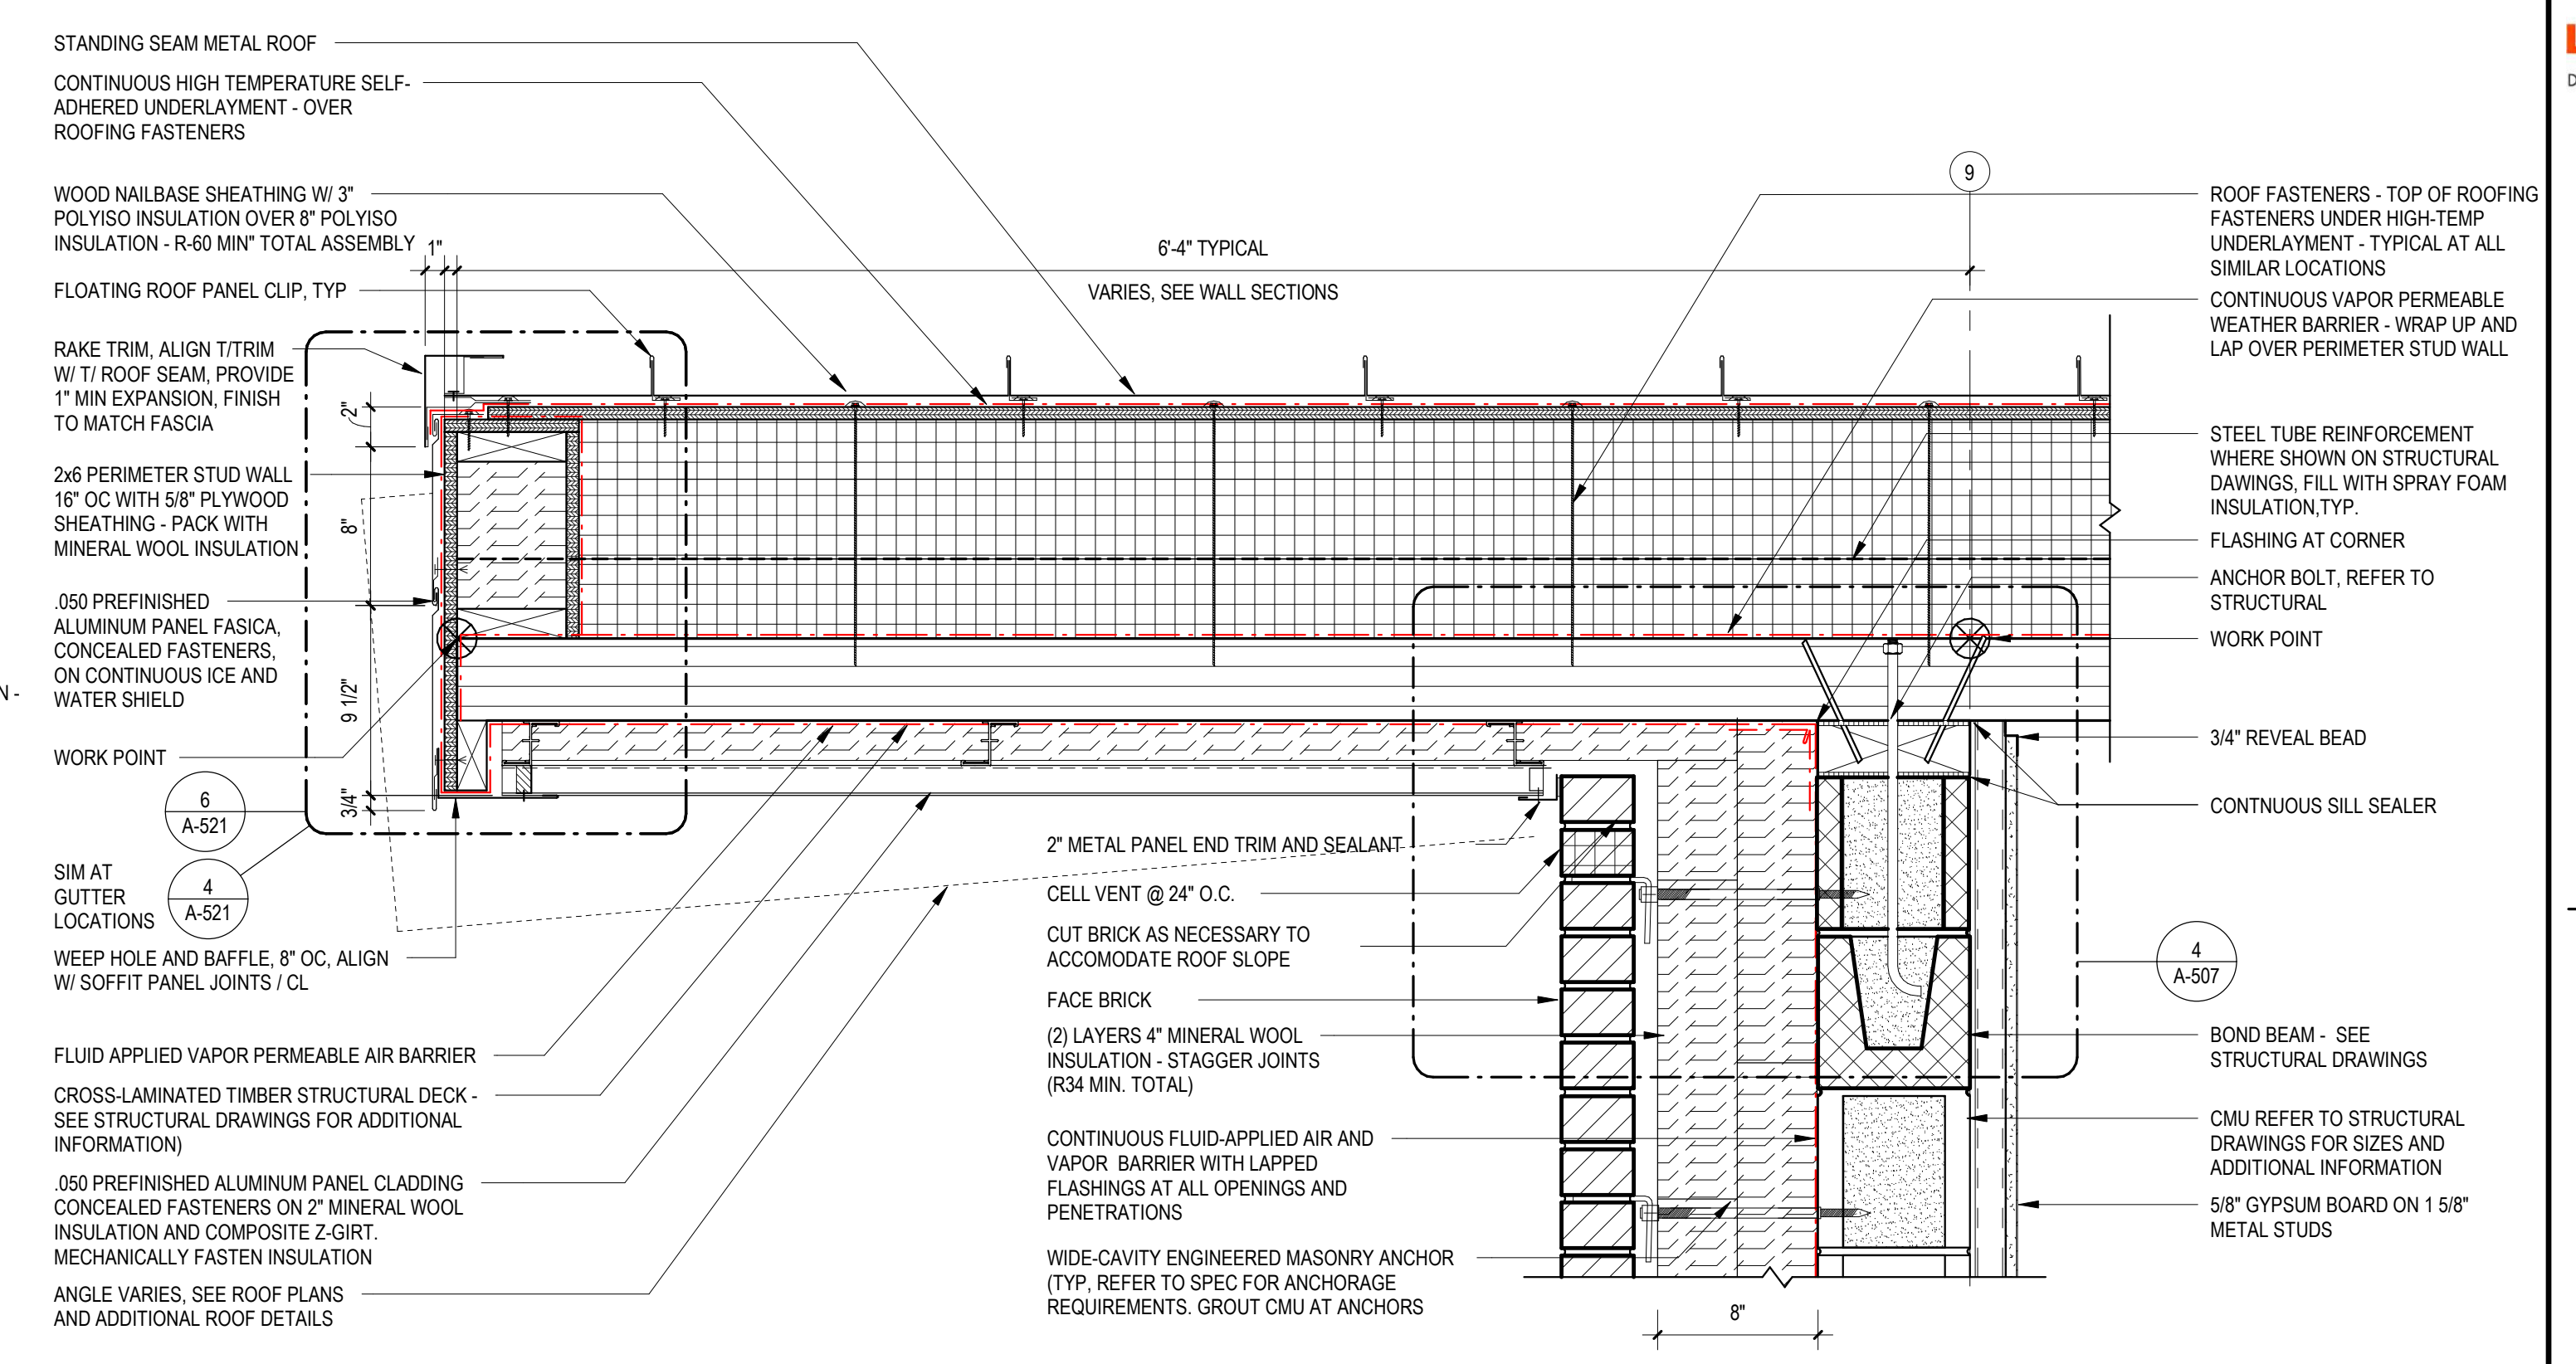 STANDING SEAM METAL ROOF
CONTINUOUS HIGH TEMPERATURE SELF-
ADHERED UNDERLAYMENT - OVER
ROOFING FASTENERS
WOOD NAILBASE SHEATHING W/ 3"
POLYISO INSULATION OVER 8" POLYISO
INSULATION - R-60 MIN" TOTAL ASSEMBLY
FLOATING ROOF PANEL CLIP, TYP
RAKE TRIM, ALIGN T/TRIM
W/ T/ ROOF SEAM, PROVIDE
1" MIN EXPANSION, FINISH
TO MATCH FASCIA
2x6 PERIMETER STUD WALL
16" OC WITH 5/8" PLYWOOD
SHEATHING - PACK WITH
MINERAL WOOL INSULATION
.050 PREFINISHED
ALUMINUM PANEL FASICA,
CONCEALED FASTENERS,
ON CONTINUOUS ICE AND
WATER SHIELD
N -
WORK POINT
6
A-521
SIM AT
GUTTER
LOCATIONS
4
A-521
WEEP HOLE AND BAFFLE, 8" OC, ALIGN
W/ SOFFIT PANEL JOINTS / CL
FLUID APPLIED VAPOR PERMEABLE AIR BARRIER
CROSS-LAMINATED TIMBER STRUCTURAL DECK -
SEE STRUCTURAL DRAWINGS FOR ADDITIONAL
INFORMATION)
.050 PREFINISHED ALUMINUM PANEL CLADDING
CONCEALED FASTENERS ON 2" MINERAL WOOL
INSULATION AND COMPOSITE Z-GIRT.
MECHANICALLY FASTEN INSULATION
ANGLE VARIES, SEE ROOF PLANS
AND ADDITIONAL ROOF DETAILS
1"
6'-4" TYPICAL
VARIES, SEE WALL SECTIONS
2"
8"
9 1/2"
3/4"
2" METAL PANEL END TRIM AND SEALANT
CELL VENT @ 24" O.C.
CUT BRICK AS NECESSARY TO
ACCOMODATE ROOF SLOPE
FACE BRICK
(2) LAYERS 4" MINERAL WOOL
INSULATION - STAGGER JOINTS
(R34 MIN. TOTAL)
CONTINUOUS FLUID-APPLIED AIR AND
VAPOR BARRIER WITH LAPPED
FLASHINGS AT ALL OPENINGS AND
PENETRATIONS
WIDE-CAVITY ENGINEERED MASONRY ANCHOR
(TYP, REFER TO SPEC FOR ANCHORAGE
REQUIREMENTS. GROUT CMU AT ANCHORS
8"
9
ROOF FASTENERS - TOP OF ROOFING
FASTENERS UNDER HIGH-TEMP
UNDERLAYMENT - TYPICAL AT ALL
SIMILAR LOCATIONS
CONTINUOUS VAPOR PERMEABLE
WEATHER BARRIER - WRAP UP AND
LAP OVER PERIMETER STUD WALL
STEEL TUBE REINFORCEMENT
WHERE SHOWN ON STRUCTURAL
DAWINGS, FILL WITH SPRAY FOAM
INSULATION,TYP.
FLASHING AT CORNER
ANCHOR BOLT, REFER TO
STRUCTURAL
WORK POINT
3/4" REVEAL BEAD
CONTNUOUS SILL SEALER
4
A-507
BOND BEAM - SEE
STRUCTURAL DRAWINGS
CMU REFER TO STRUCTURAL
DRAWINGS FOR SIZES AND
ADDITIONAL INFORMATION
5/8" GYPSUM BOARD ON 1 5/8"
METAL STUDS